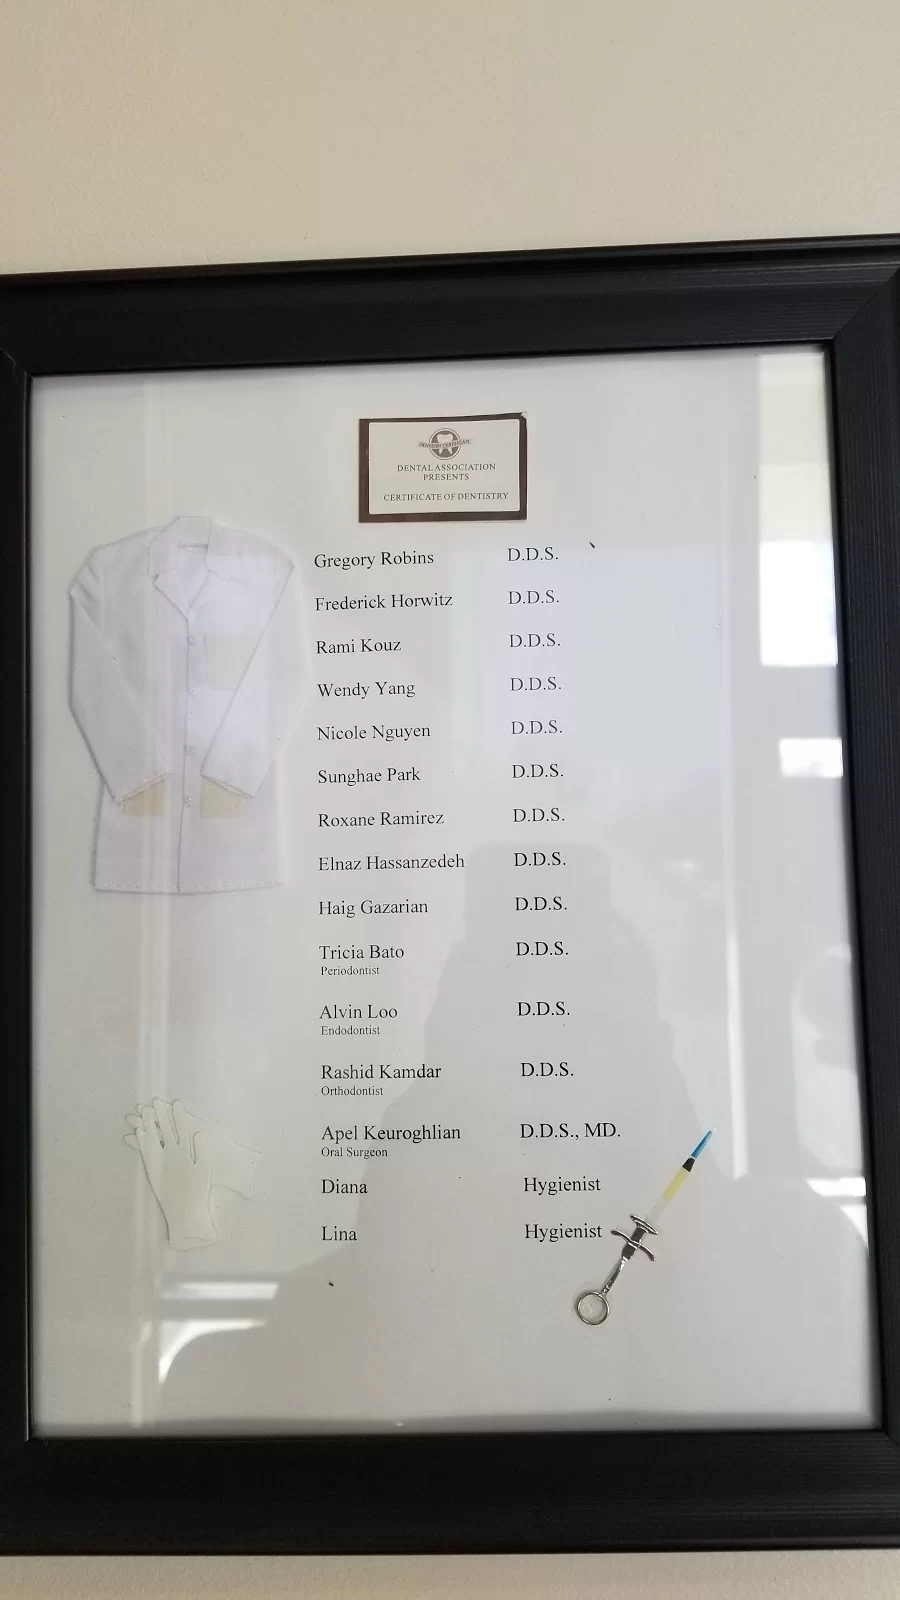 DENTISTRY CERTIFICATE
DENTAL ASSOCIATION
PRESENTS
CERTIFICATE OF DENTISTRY
Gregory Robins D.D.S.
Frederick Horwitz D.D.S.
Rami Kouz D.D.S.
Wendy Yang D.D.S.
Nicole Nguyen D.D.S.
Sunghae Park D.D.S.
Roxane Ramirez D.D.S.
Elnaz Hassanzedeh D.D.S.
Haig Gazarian D.D.S.
Tricia Bato D.D.S.
Periodontist
Alvin Loo D.D.S.
Endodontist
Rashid Kamdar D.D.S.
Orthodontist
Apel Keuroghlian D.D.S., MD.
Oral Surgeon
Diana Hygienist
Lina Hygienist